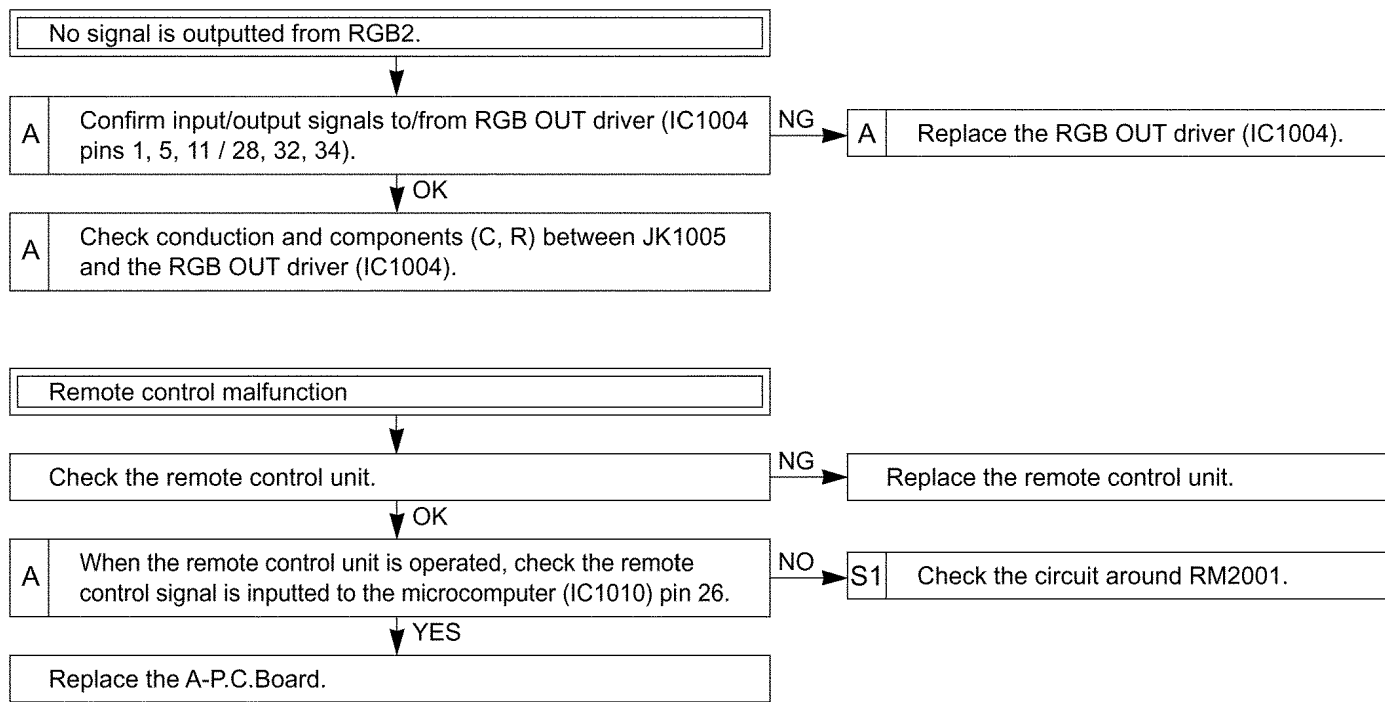 No signal is outputted from RGB2.
A
Confirm input/output signals to/from RGB OUT driver (IC1004
pins 1, 5, 11 / 28, 32, 34).
NG
A
Replace the RGB OUT driver (IC1004).
OK
A
Check conduction and components (C, R) between JK1005
and the RGB OUT driver (IC1004).
Remote control malfunction
Check the remote control unit.
NG
Replace the remote control unit.
OK
A
When the remote control unit is operated, check the remote
control signal is inputted to the microcomputer (IC1010) pin 26.
NO
S1
Check the circuit around RM2001.
YES
Replace the A-P.C.Board.